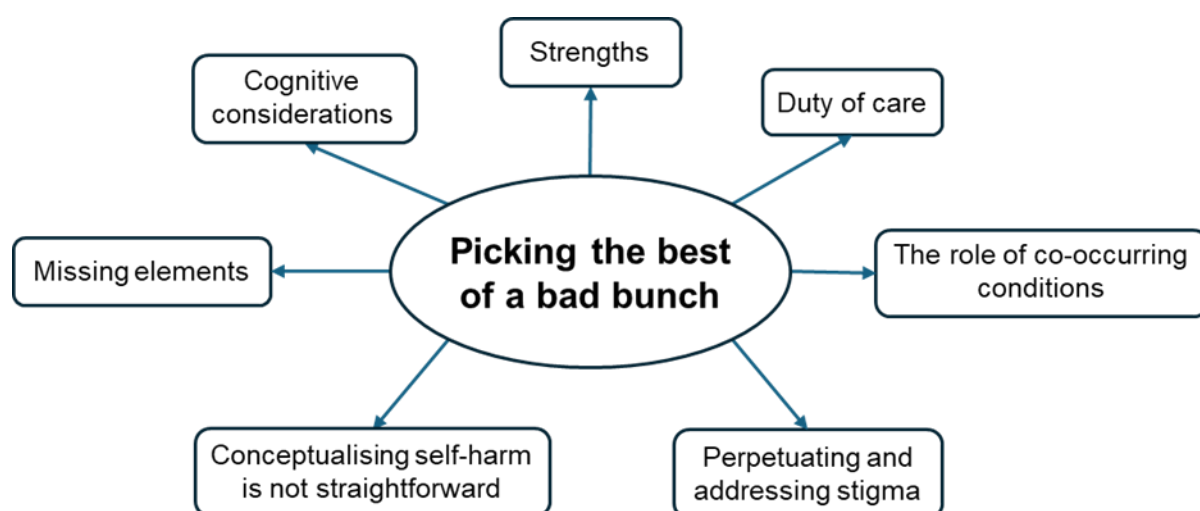 Strengths
Cognitive
considerations
Duty of care
Picking the best
of a bad bunch
Missing elements
The role of co-occurring
conditions
Conceptualising self-harm
is not straightforward
Perpetuating and
addressing stigma